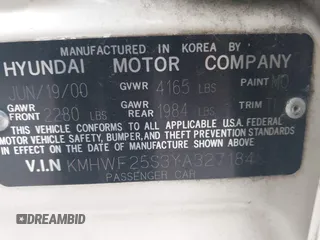 MANUFACTURED IN KOREA BY
HYUNDAI MOTOR COMPANY
JUN/19/00 GVWR 4165 LBS PAINT
GAWR FRONT 2280 LBS GAWR REAR 1984 LBS TRIM
THIS VEHICLE CONFORMS TO ALL APPLICABLE U.S. FEDERAL
MOTOR VEHICLE SAFETY, BUMPER, AND THEFT PREVENTION STANDARDS
IN EFFECT ON THE DATE OF MANUFACTURE SHOWN ABOVE.
V.I.N
PASSENGER CAR
DREAMBID